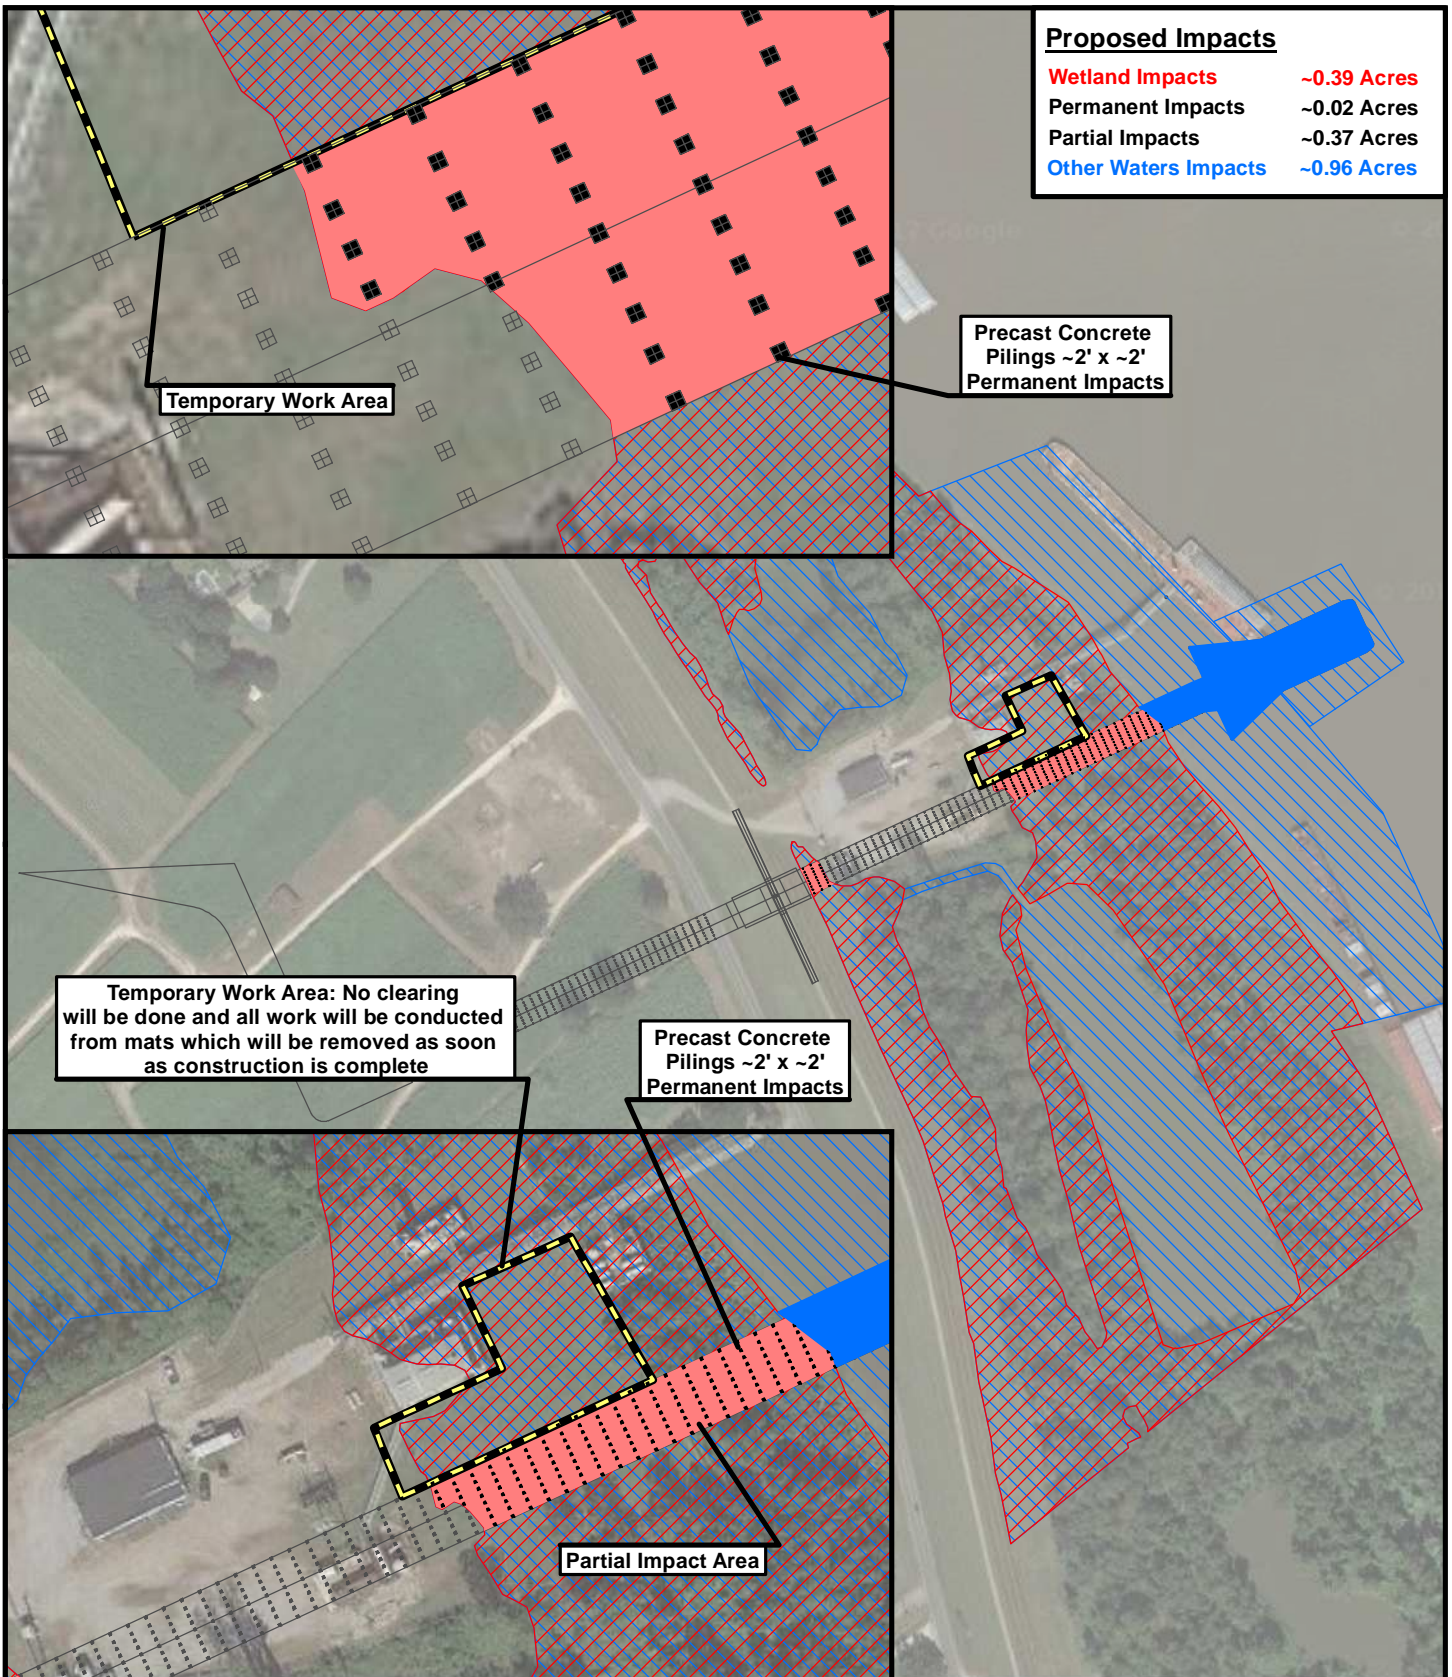 Proposed Impacts
Wetland Impacts ~0.39 Acres
Permanent Impacts ~0.02 Acres
Partial Impacts ~0.37 Acres
Other Waters Impacts ~0.96 Acres
Precast Concrete
Pilings ~2' x ~2'
Permanent Impacts
Temporary Work Area
Temporary Work Area: No clearing
will be done and all work will be conducted
from mats which will be removed as soon
as construction is complete
Precast Concrete
Pilings ~2' x ~2'
Permanent Impacts
Partial Impact Area